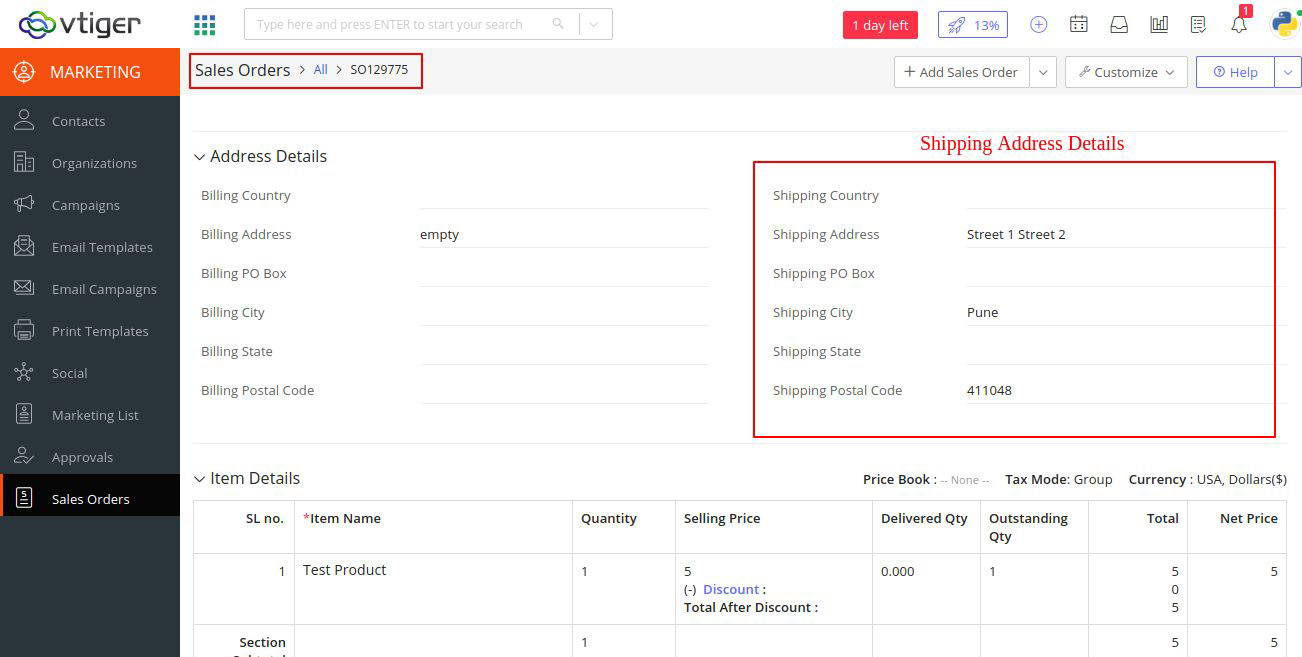 vtiger
Type here and press ENTER to start your search
1 day left
13%
1
MARKETING
Sales Orders > All > SO129775
+ Add Sales Order
Customize
Help
Contacts
Organizations
Campaigns
Email Templates
Email Campaigns
Print Templates
Social
Marketing List
Approvals
Sales Orders
Shipping Address Details
Address Details
Billing Country
Shipping Country
Billing Address empty
Shipping Address Street 1 Street 2
Billing PO Box
Shipping PO Box
Billing City
Shipping City Pune
Billing State
Shipping State
Billing Postal Code
Shipping Postal Code 411048
Item Details
Price Book : -- None -- Tax Mode: Group Currency : USA, Dollars($)
SL no. *Item Name Quantity Selling Price Delivered Qty Outstanding Qty Total Net Price
1 Test Product 1 5 0.000 1 5 5
(-) Discount : 0
Total After Discount : 5
Section 1 5 5